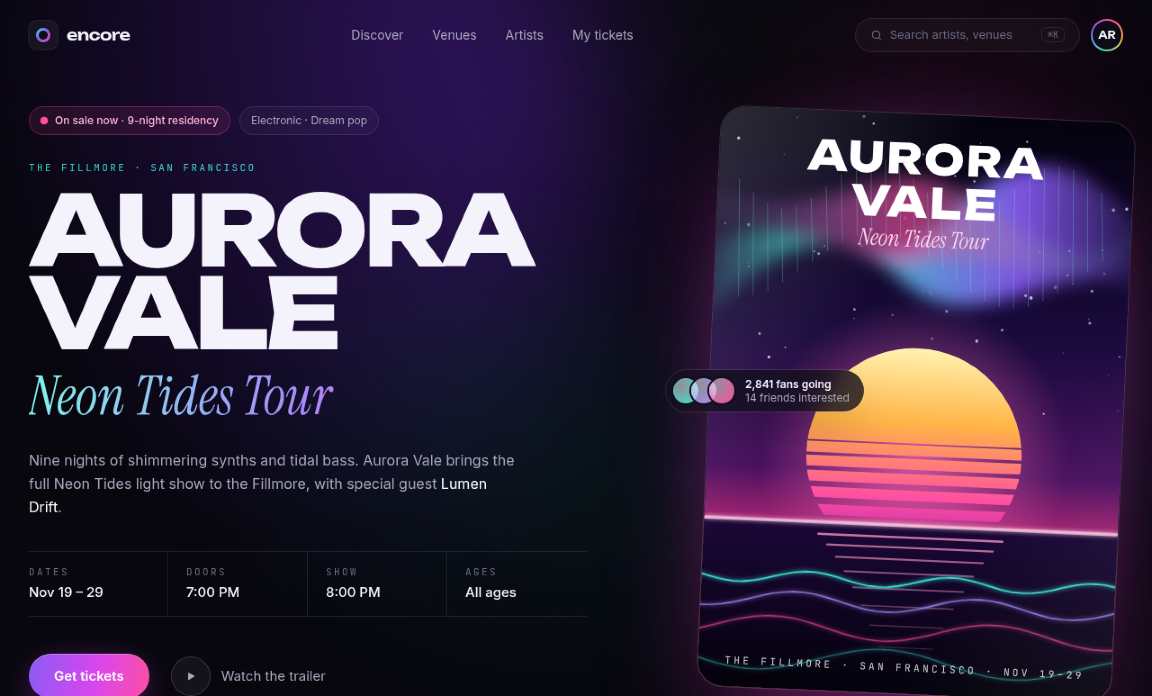 encore
Discover
Venues
Artists
My tickets
Search artists, venues
⌘K
AR
On sale now · 9-night residency
Electronic · Dream pop
THE FILLMORE · SAN FRANCISCO
AURORA
VALE
Neon Tides Tour
Nine nights of shimmering synths and tidal bass. Aurora Vale brings the
full Neon Tides light show to the Fillmore, with special guest Lumen
Drift.
DATES
Nov 19 – 29
DOORS
7:00 PM
SHOW
8:00 PM
AGES
All ages
Get tickets
Watch the trailer
AURORA
VALE
Neon Tides Tour
2,841 fans going
14 friends interested
THE FILLMORE · SAN FRANCISCO · NOV 19–29